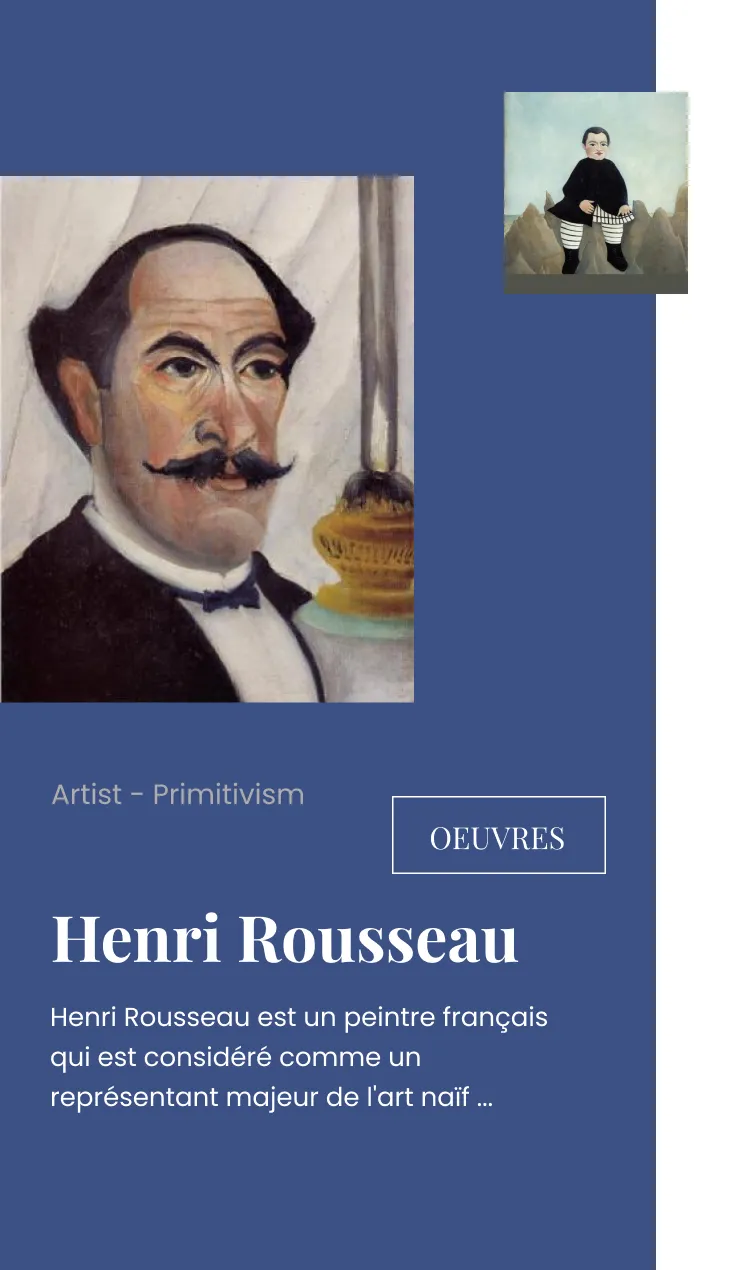 Artist - Primitivism
OEUVRES
Henri Rousseau
Henri Rousseau est un peintre français
qui est considéré comme un
représentant majeur de l'art naïf ...